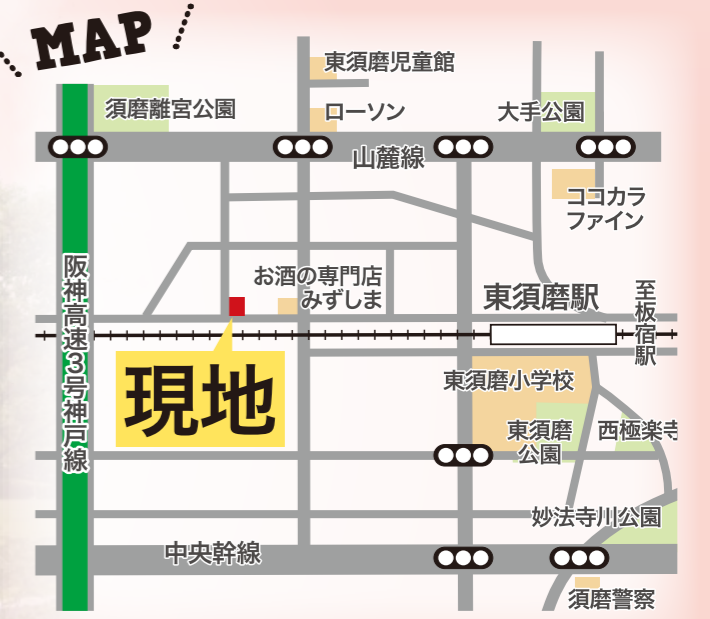 MAP
東須磨児童館
須磨離宮公園
ローソン
大手公園
山麓線
ココカラ
ファイン
阪神高速3号神戸線
お酒の専門店
みずしま
東須磨駅
至板宿駅
現地
東須磨小学校
東須磨
公園
西極楽寺
妙法寺川公園
中央幹線
須磨警察